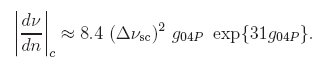 |dν/dn|_c ≈ 8.4 (Δν_sc)² g_04P exp{31g_04P}.